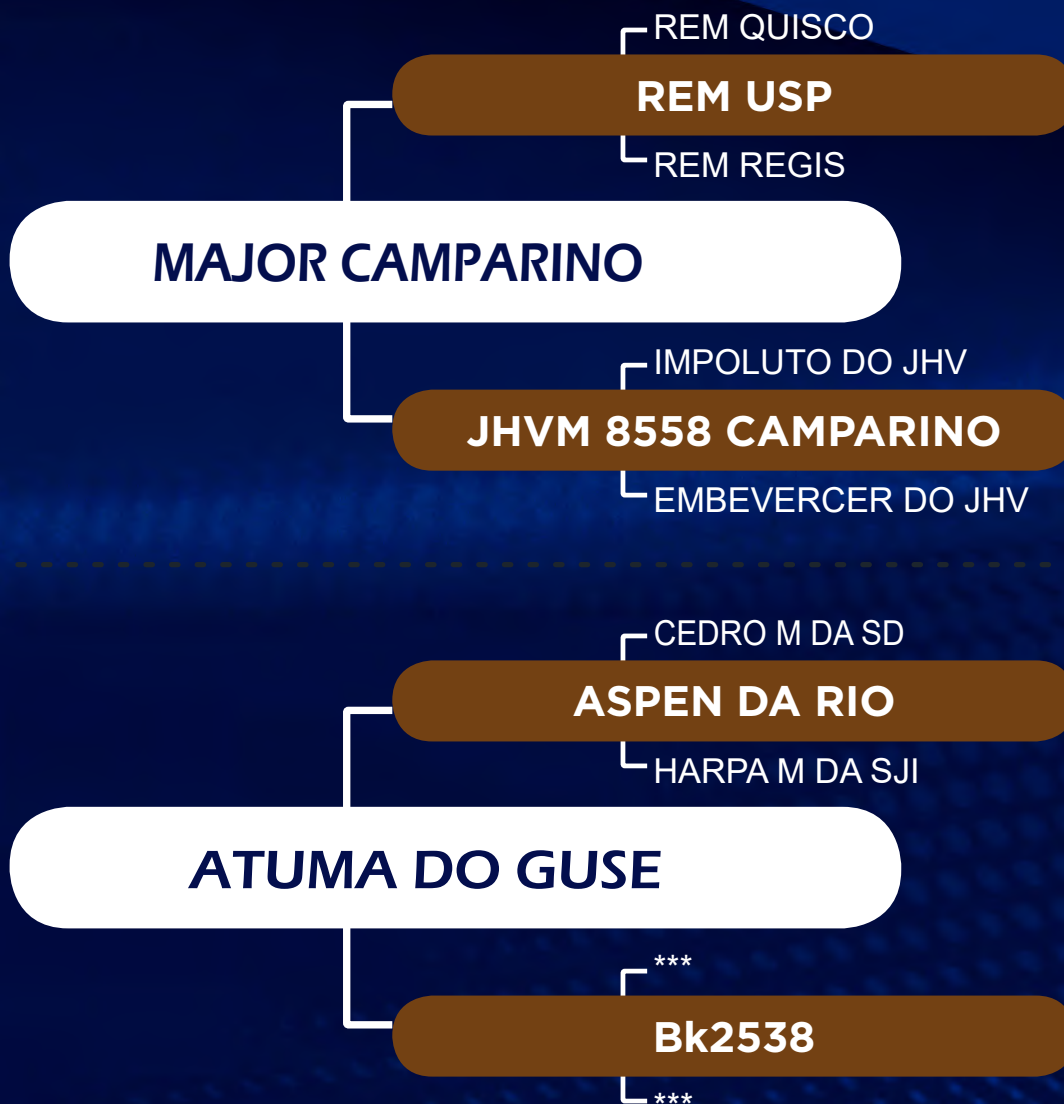 REM QUISCO
REM USP
REM REGIS
MAJOR CAMPARINO
IMPOLUTO DO JHV
JHVM 8558 CAMPARINO
EMBEVERCER DO JHV
CEDRO M DA SD
ASPEN DA RIO
HARPA M DA SJI
ATUMA DO GUSE
***
Bk2538
***